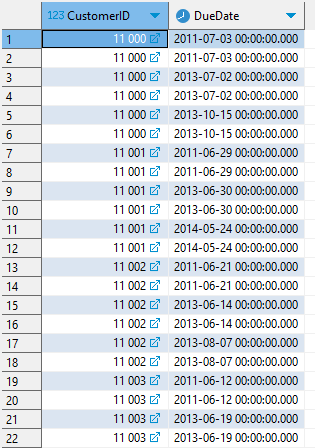 123 CustomerID DueDate
1 11 000 2011-07-03 00:00:00.000
2 11 000 2011-07-03 00:00:00.000
3 11 000 2013-07-02 00:00:00.000
4 11 000 2013-07-02 00:00:00.000
5 11 000 2013-10-15 00:00:00.000
6 11 000 2013-10-15 00:00:00.000
7 11 001 2011-06-29 00:00:00.000
8 11 001 2011-06-29 00:00:00.000
9 11 001 2013-06-30 00:00:00.000
10 11 001 2013-06-30 00:00:00.000
11 11 001 2014-05-24 00:00:00.000
12 11 001 2014-05-24 00:00:00.000
13 11 002 2011-06-21 00:00:00.000
14 11 002 2011-06-21 00:00:00.000
15 11 002 2013-06-14 00:00:00.000
16 11 002 2013-06-14 00:00:00.000
17 11 002 2013-08-07 00:00:00.000
18 11 002 2013-08-07 00:00:00.000
19 11 003 2011-06-12 00:00:00.000
20 11 003 2011-06-12 00:00:00.000
21 11 003 2013-06-19 00:00:00.000
22 11 003 2013-06-19 00:00:00.000